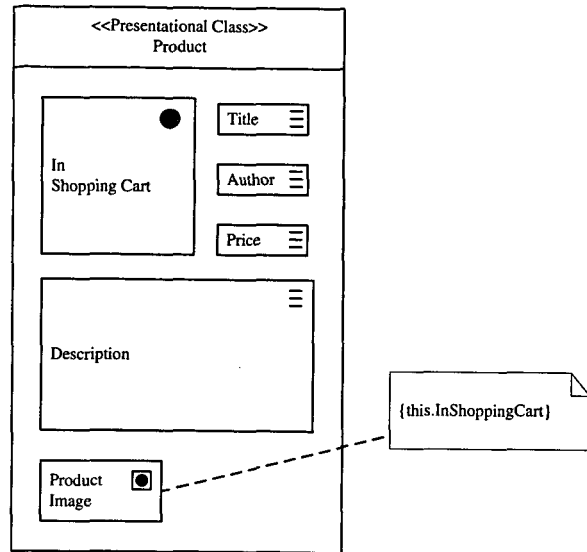 <<Presentational Class>>
Product
In
Shopping Cart
Title
Author
Price
Description
Product
Image
{this.InShoppingCart}